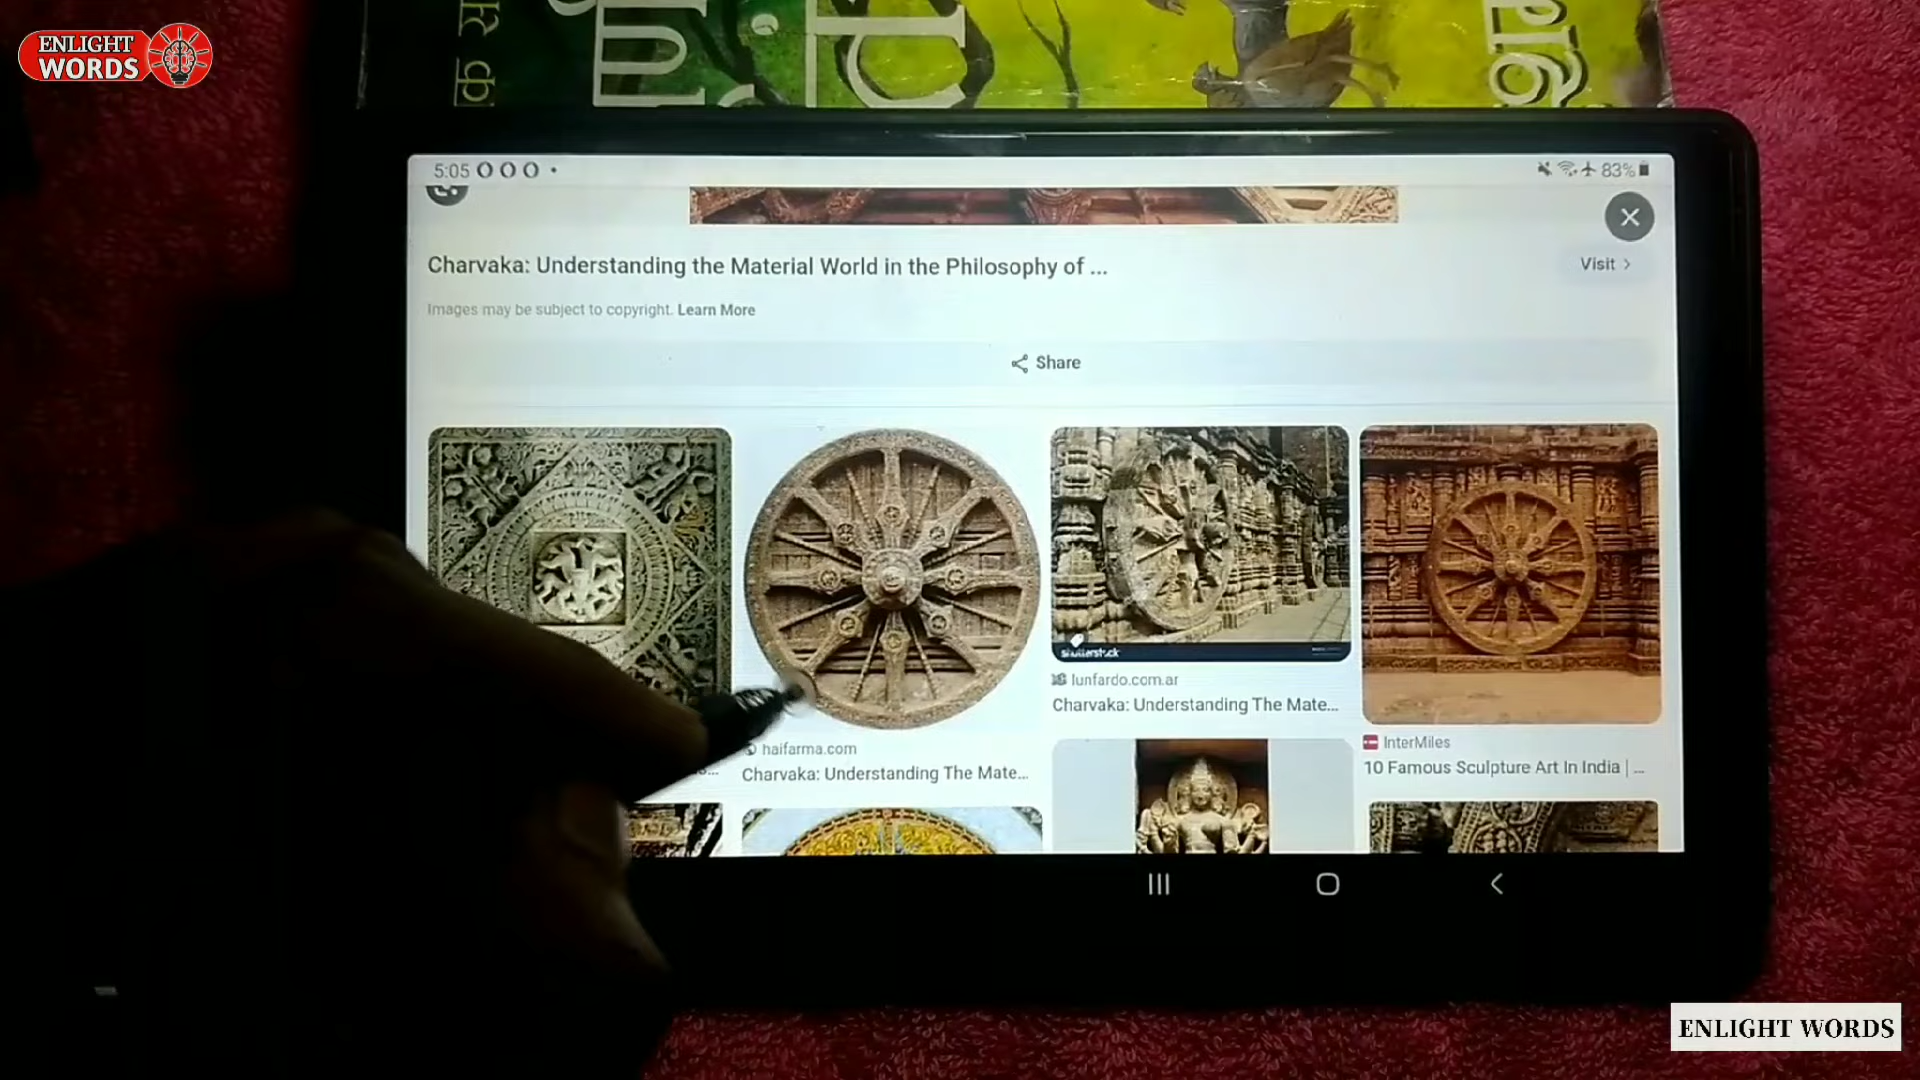 ENLIGHT
WORDS
5:05
83%
Charvaka: Understanding the Material World in the Philosophy of ...
Visit >
Images may be subject to copyright. Learn More
Share
shutterstock
lunfardo.com.ar
Charvaka: Understanding The Mate...
InterMiles
10 Famous Sculpture Art In India | ...
haifarma.com
Charvaka: Understanding The Mate...
ENLIGHT WORDS